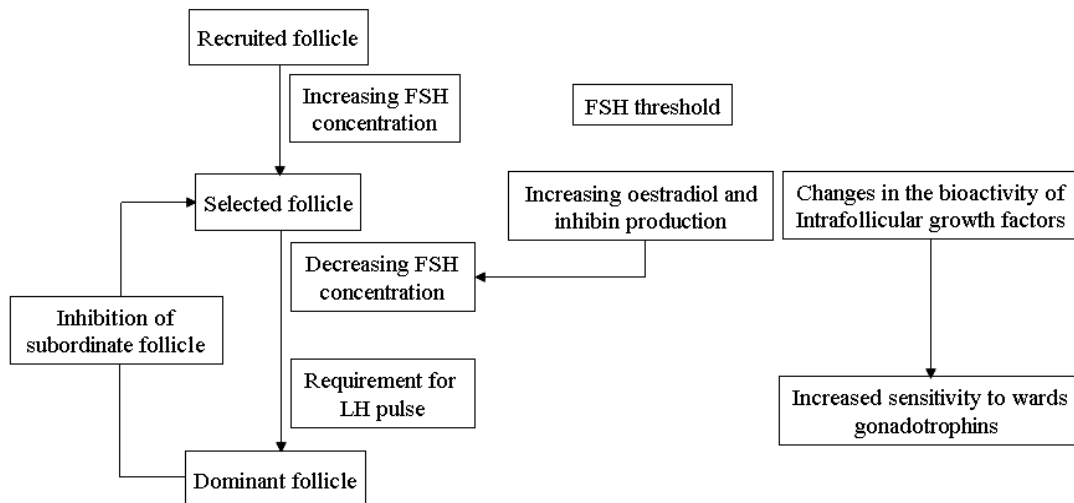 Recruited follicle
Increasing FSH
concentration
FSH threshold
Selected follicle
Increasing oestradiol and
inhibin production
Changes in the bioactivity of
Intrafollicular growth factors
Decreasing FSH
concentration
Inhibition of
subordinate follicle
Requirement for
LH pulse
Increased sensitivity to wards
gonadotrophins
Dominant follicle